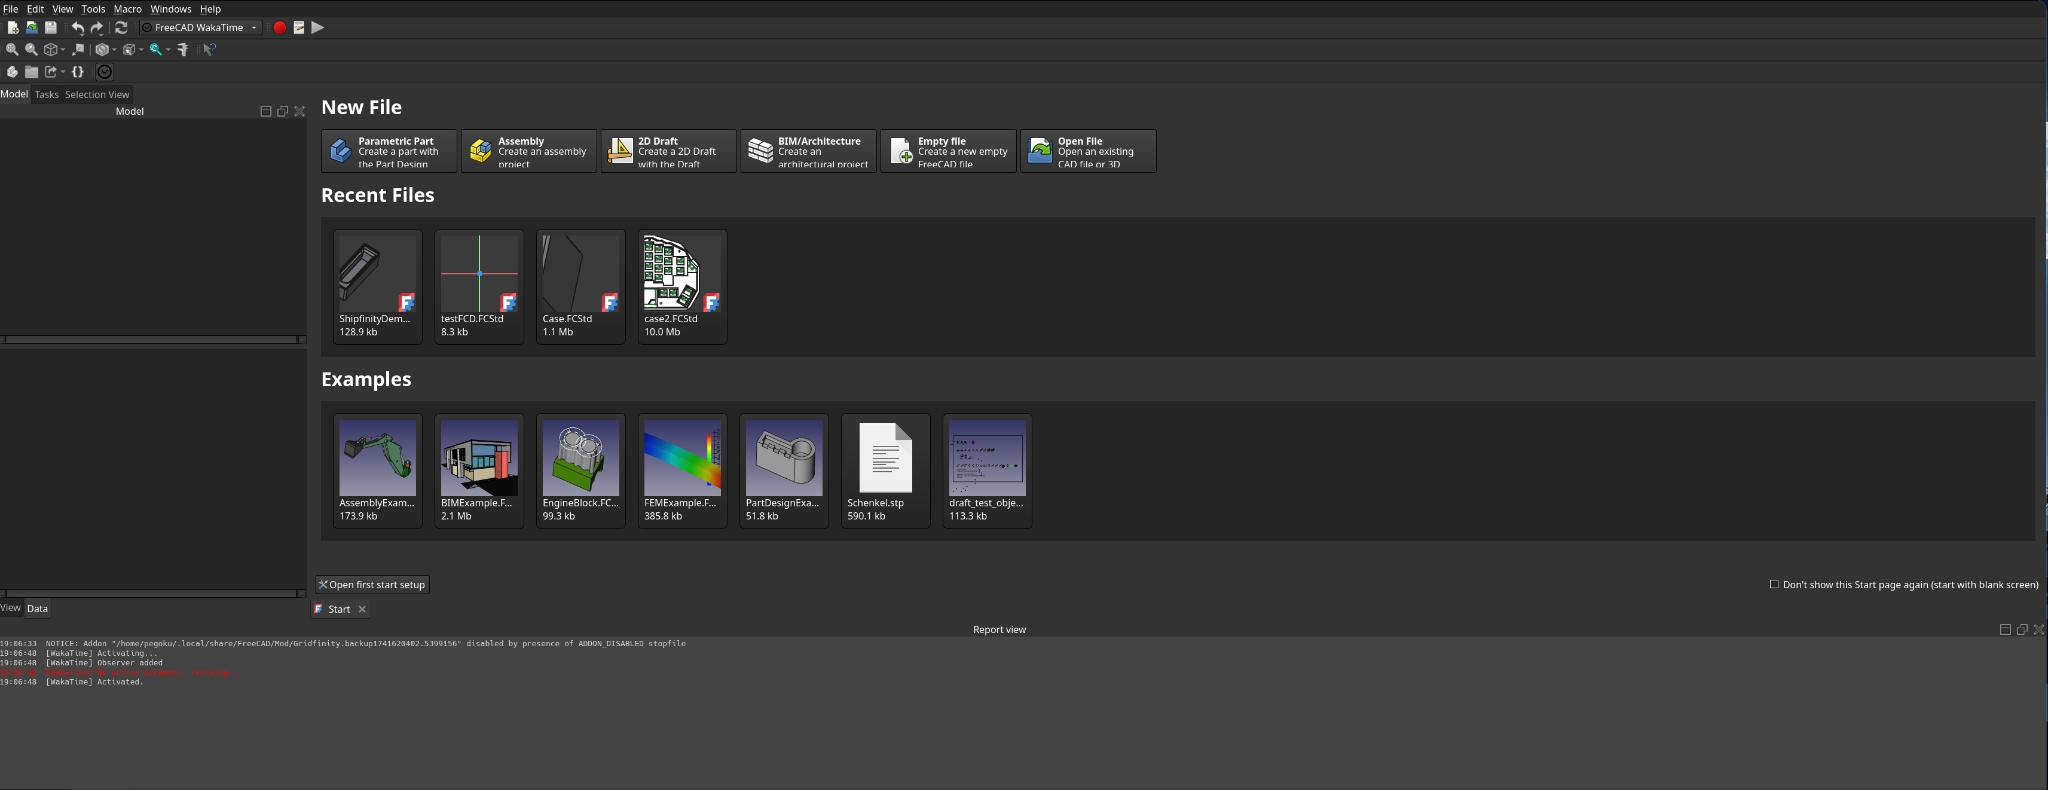 File Edit View Tools Macro Windows Help
FreeCAD WakaTime
Model Tasks Selection View
Model
New File
Parametric Part
Create a part with
the Part Design
Assembly
Create an assembly
project
2D Draft
Create a 2D Draft
with the Draft
BIM/Architecture
Create an
architectural project
Empty file
Create a new empty
FreeCAD file
Open File
Open an existing
CAD file or 3D
Recent Files
ShipfinityDem...
128.9 kb
testFCD.FCStd
8.3 kb
Case.FCStd
1.1 Mb
case2.FCStd
10.0 Mb
Examples
AssemblyExam...
173.9 kb
BIMExample.F...
2.1 Mb
EngineBlock.FC...
99.3 kb
FEMExample.F...
385.8 kb
PartDesignExa...
51.8 kb
Schenkel.stp
590.1 kb
draft_test_obje...
113.3 kb
Open first start setup
Don't show this Start page again (start with blank screen)
View Data
Start
Report view
19:06:33 NOTICE: Addon "/home/pegoku/.local/share/FreeCAD/Mod/Gridfinity.backup1741620402.5399156" disabled by presence of ADDON_DISABLED stopfile
19:06:48 [WakaTime] Activating...
19:06:48 [WakaTime] Observer added
19:06:48 [WakaTime] Activated.